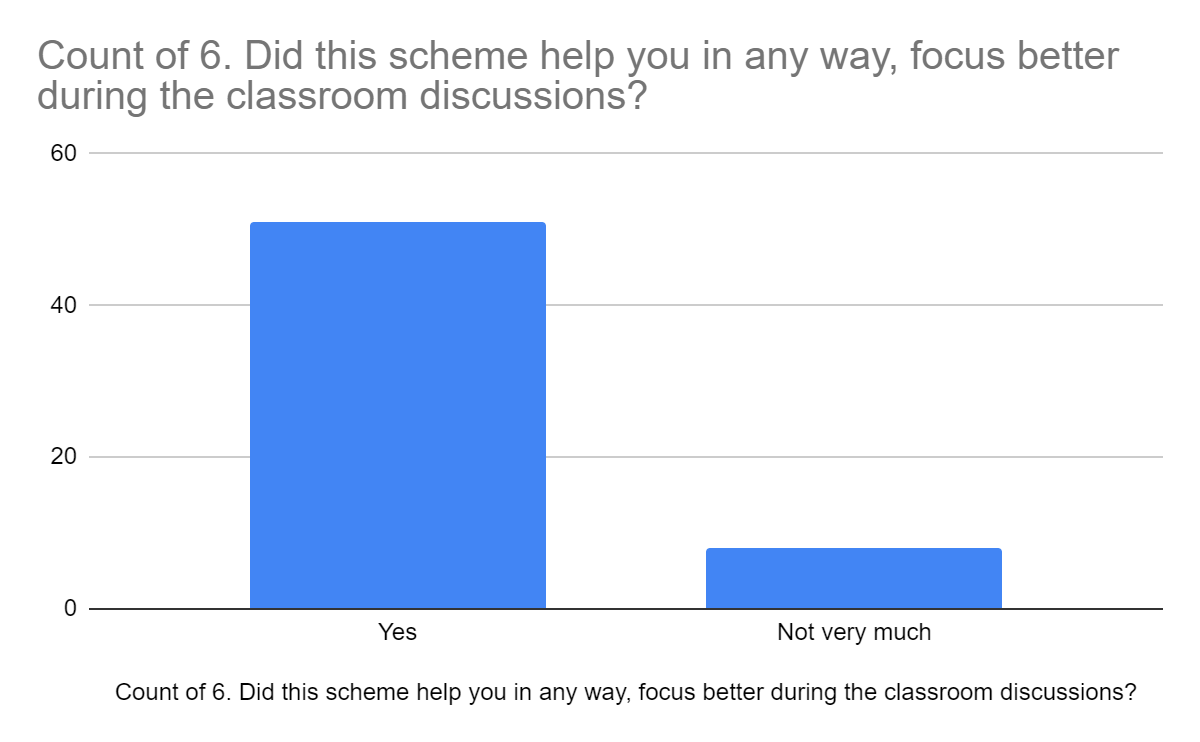 Count of 6. Did this scheme help you in any way, focus better
during the classroom discussions?
60
40
20
0
Yes
Not very much
Count of 6. Did this scheme help you in any way, focus better during the classroom discussions?